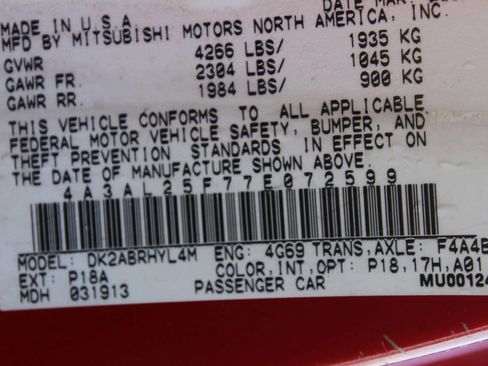 MADE IN U.S.A. DATE MAR.
MFD BY MITSUBISHI MOTORS NORTH AMERICA, INC.
GVWR 4266 LBS/ 1935 KG
GAWR FR. 2304 LBS/ 1045 KG
GAWR RR. 1984 LBS/ 900 KG
THIS VEHICLE CONFORMS TO ALL APPLICABLE
FEDERAL MOTOR VEHICLE SAFETY, BUMPER, AND
THEFT PREVENTION STANDARDS IN EFFECT ON
THE DATE OF MANUFACTURE SHOWN ABOVE.
4A3AL25F77E072599
MODEL: DK2ABRHYL4M ENG: 4G69 TRANS,AXLE: F4A4B
EXT: P18A COLOR,INT,OPT: P18,17H,A01
MDH 031913 PASSENGER CAR MU00124